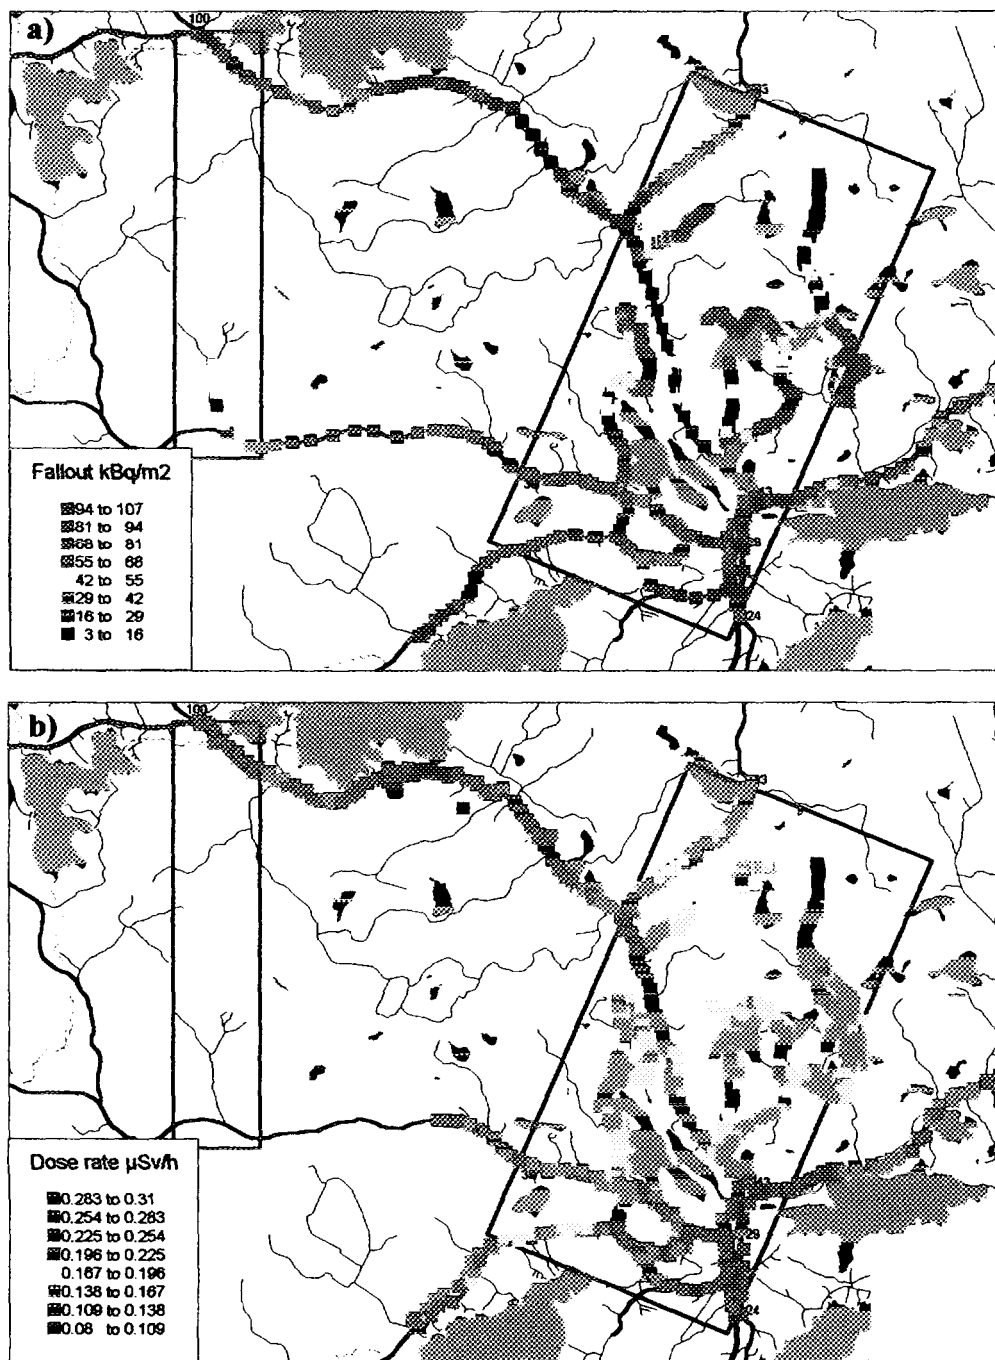 a)
100
Fallout kBq/m2
94 to 107
81 to 94
68 to 81
55 to 68
42 to 55
29 to 42
16 to 29
3 to 16
24
b)
100
Dose rate µSv/h
0.283 to 0.31
0.254 to 0.283
0.225 to 0.254
0.196 to 0.225
0.167 to 0.196
0.138 to 0.167
0.109 to 0.138
0.08 to 0.109
29
24